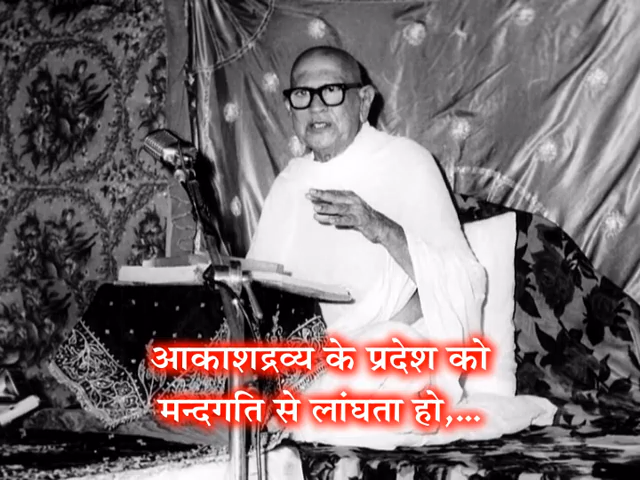 आकाशद्रव्य के प्रदेश को
मन्दगति से लांघता हो,...